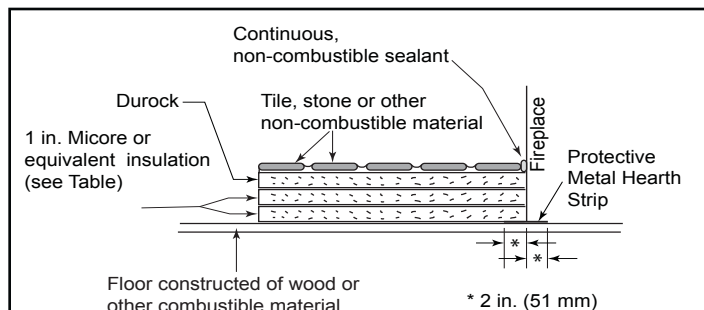 Continuous,
non-combustible sealant
Durock
Tile, stone or other
non-combustible material
1 in. Micore or
equivalent insulation
(see Table)
Fireplace
Protective
Metal Hearth
Strip
* *
Floor constructed of wood or
other combustible material
* 2 in. (51 mm)